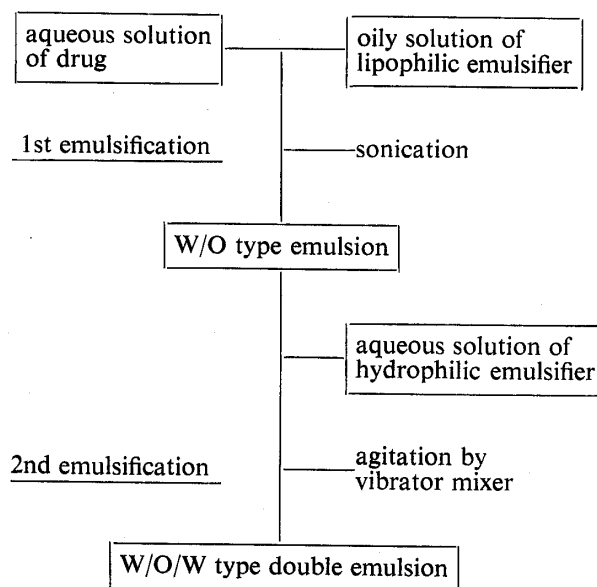 aqueous solution
of drug
oily solution of
lipophilic emulsifier
1st emulsification
sonication
W/O type emulsion
aqueous solution of
hydrophilic emulsifier
2nd emulsification
agitation by
vibrator mixer
W/O/W type double emulsion